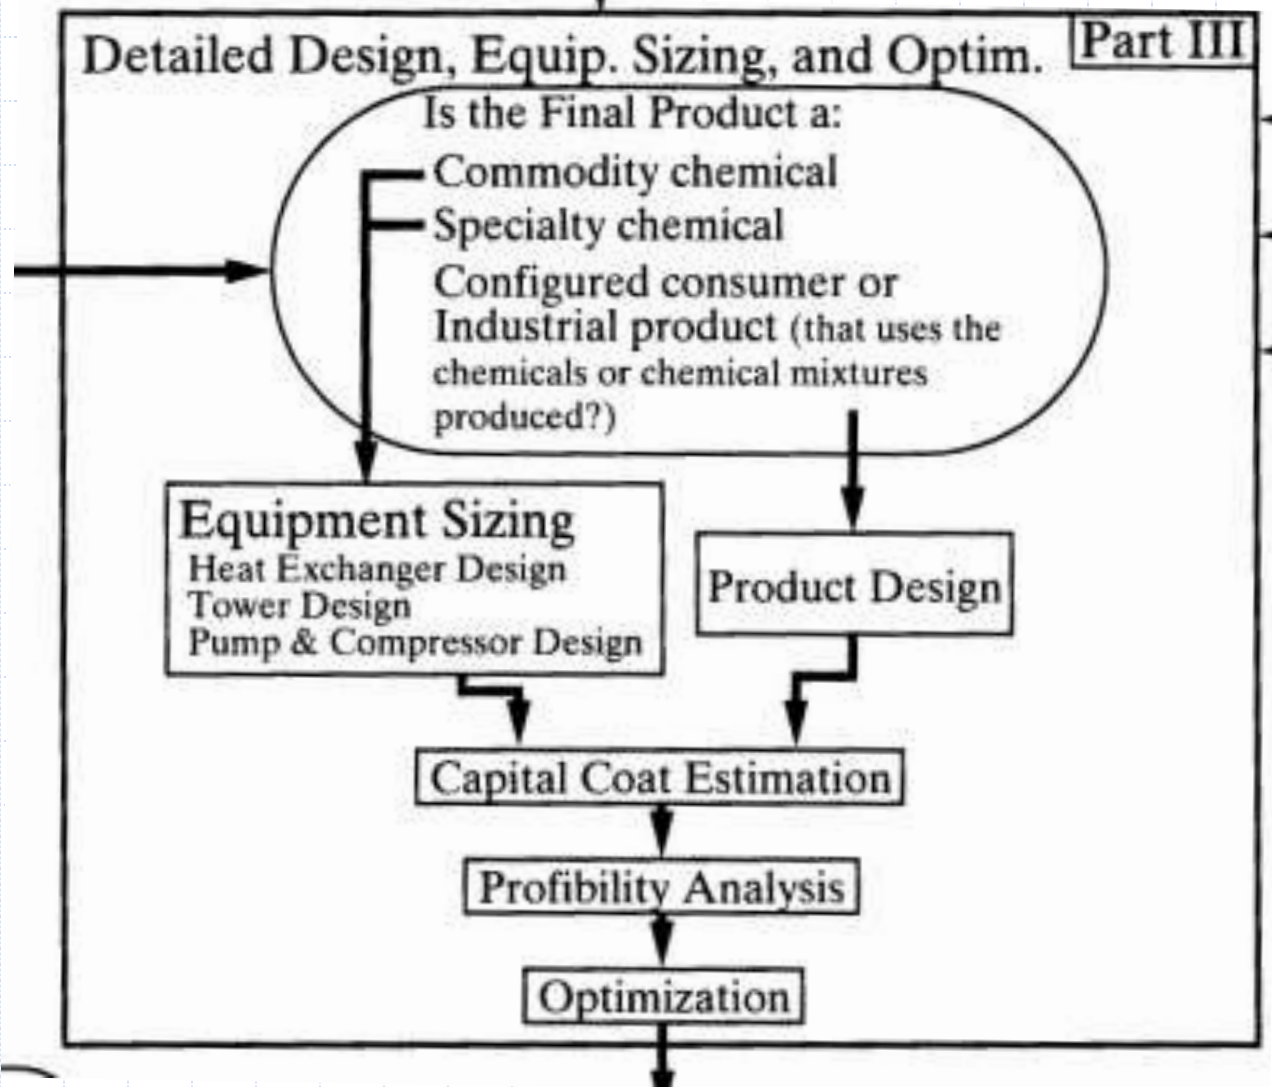 Detailed Design, Equip. Sizing, and Optim.
Part III
Is the Final Product a:
Commodity chemical
Specialty chemical
Configured consumer or
Industrial product (that uses the
chemicals or chemical mixtures
produced?)
Equipment Sizing
Heat Exchanger Design
Tower Design
Pump & Compressor Design
Product Design
Capital Coat Estimation
Profibility Analysis
Optimization